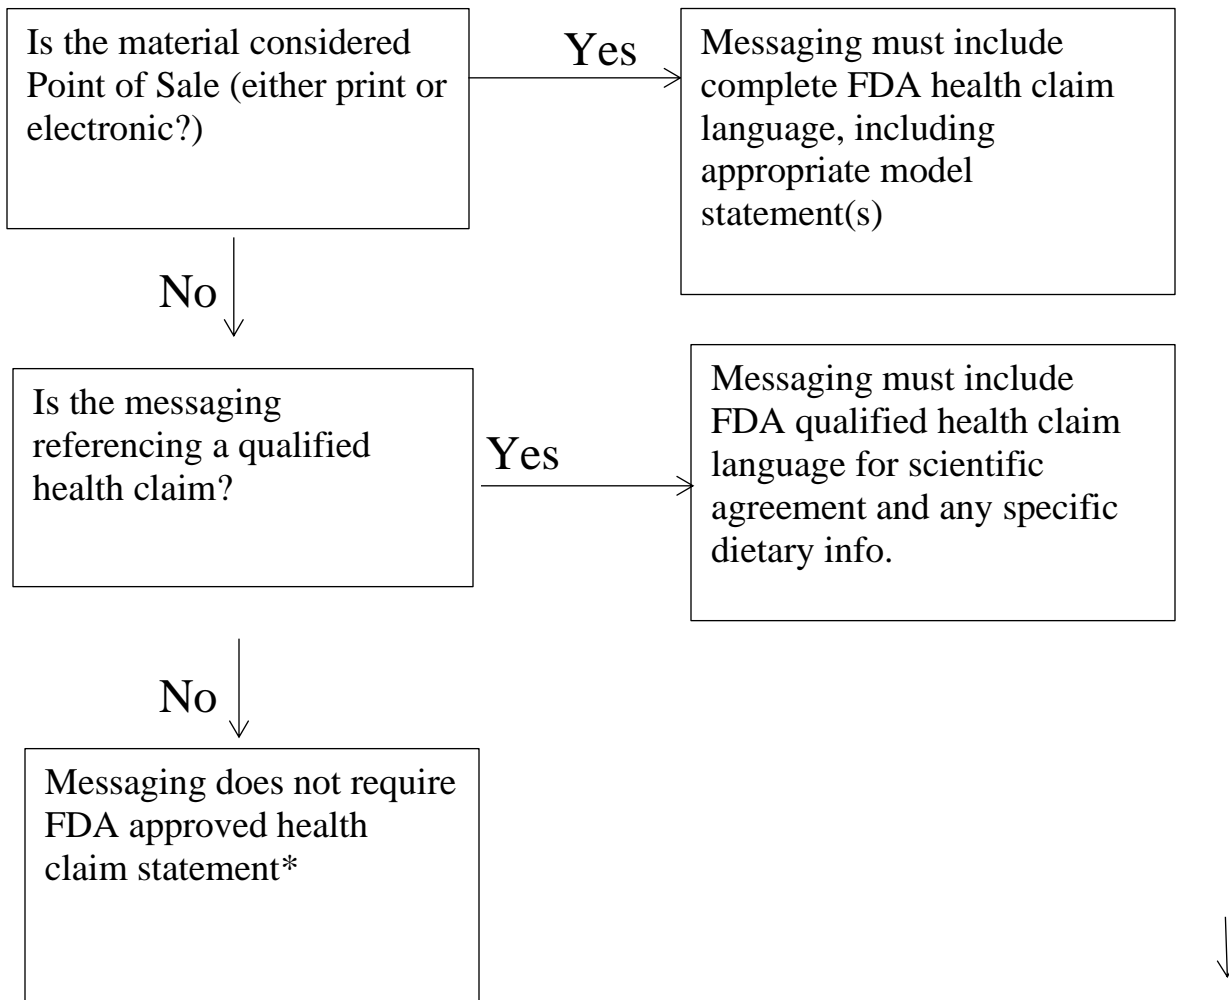 Is the material considered
Point of Sale (either print or
electronic?)
Yes
Messaging must include
complete FDA health claim
language, including
appropriate model
statement(s)
No
Is the messaging
referencing a qualified
health claim?
Yes
Messaging must include
FDA qualified health claim
language for scientific
agreement and any specific
dietary info.
No
Messaging does not require
FDA approved health
claim statement*